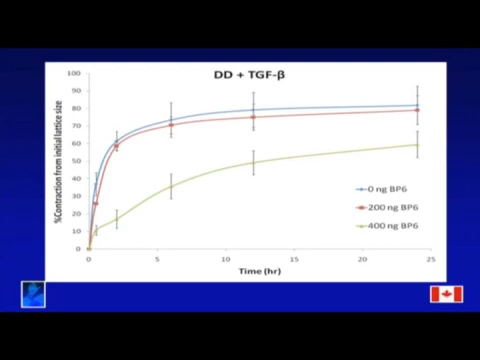 DD + TGF-β
%Contraction from initial lattice size
100
90
80
70
60
50
40
30
20
10
0
0 ng BP6
200 ng BP6
400 ng BP6
0
5
10
15
20
25
Time (hr)